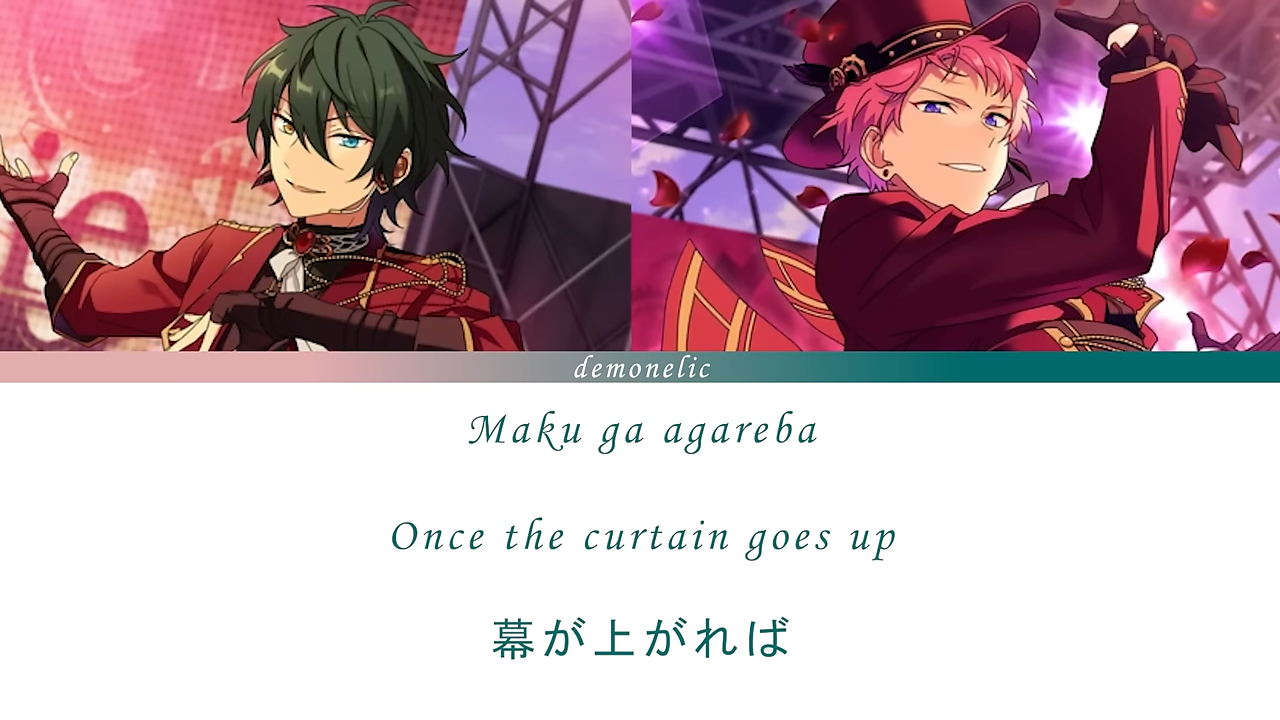 demonelic
Maku ga agareba
Once the curtain goes up
幕が上がれば